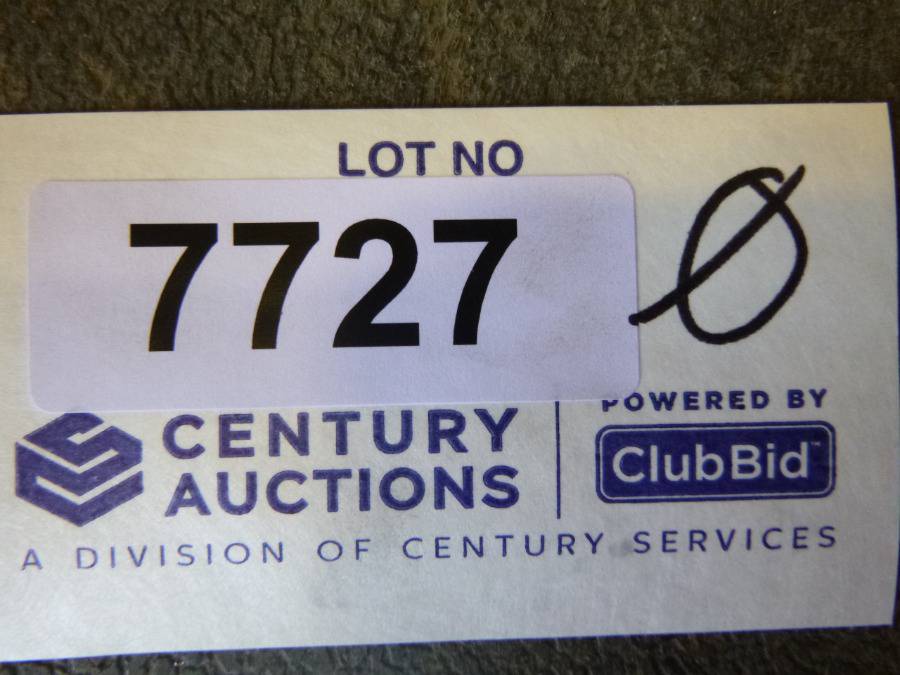 LOT NO
7727 Ø
CENTURY
AUCTIONS
POWERED BY
ClubBid™
A DIVISION OF CENTURY SERVICES